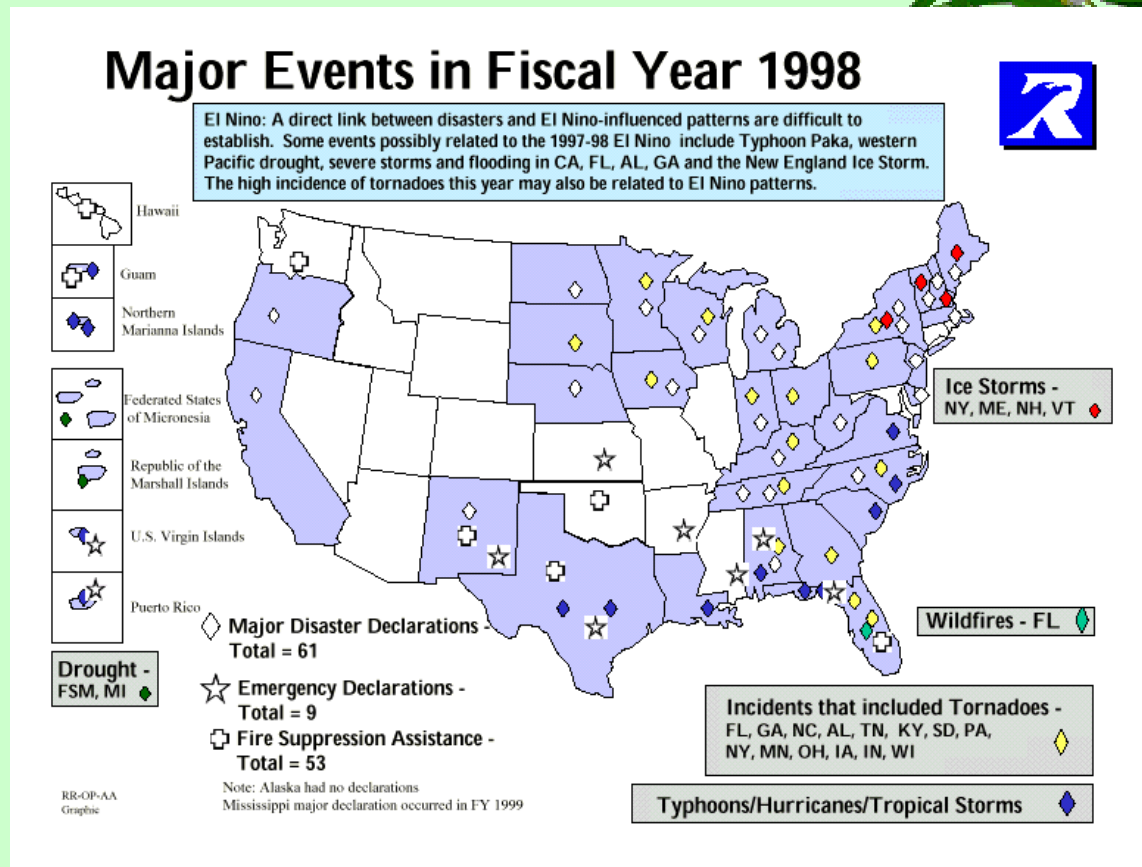 Major Events in Fiscal Year 1998
El Nino: A direct link between disasters and El Nino-influenced patterns are difficult to
establish. Some events possibly related to the 1997-98 El Nino include Typhoon Paka, western
Pacific drought, severe storms and flooding in CA, FL, AL, GA and the New England Ice Storm.
The high incidence of tornadoes this year may also be related to El Nino patterns.
R
Hawaii
Guam
Northern
Marianna Islands
Federated States
of Micronesia
Republic of the
Marshall Islands
U.S. Virgin Islands
Puerto Rico
Drought -
FSM, MI
Major Disaster Declarations -
Total = 61
Emergency Declarations -
Total = 9
Fire Suppression Assistance -
Total = 53
Note: Alaska had no declarations
Mississippi major declaration occurred in FY 1999
RR-OP-AA
Graphic
Ice Storms -
NY, ME, NH, VT
Wildfires - FL
Incidents that included Tornadoes -
FL, GA, NC, AL, TN, KY, SD, PA,
NY, MN, OH, IA, IN, WI
Typhoons/Hurricanes/Tropical Storms